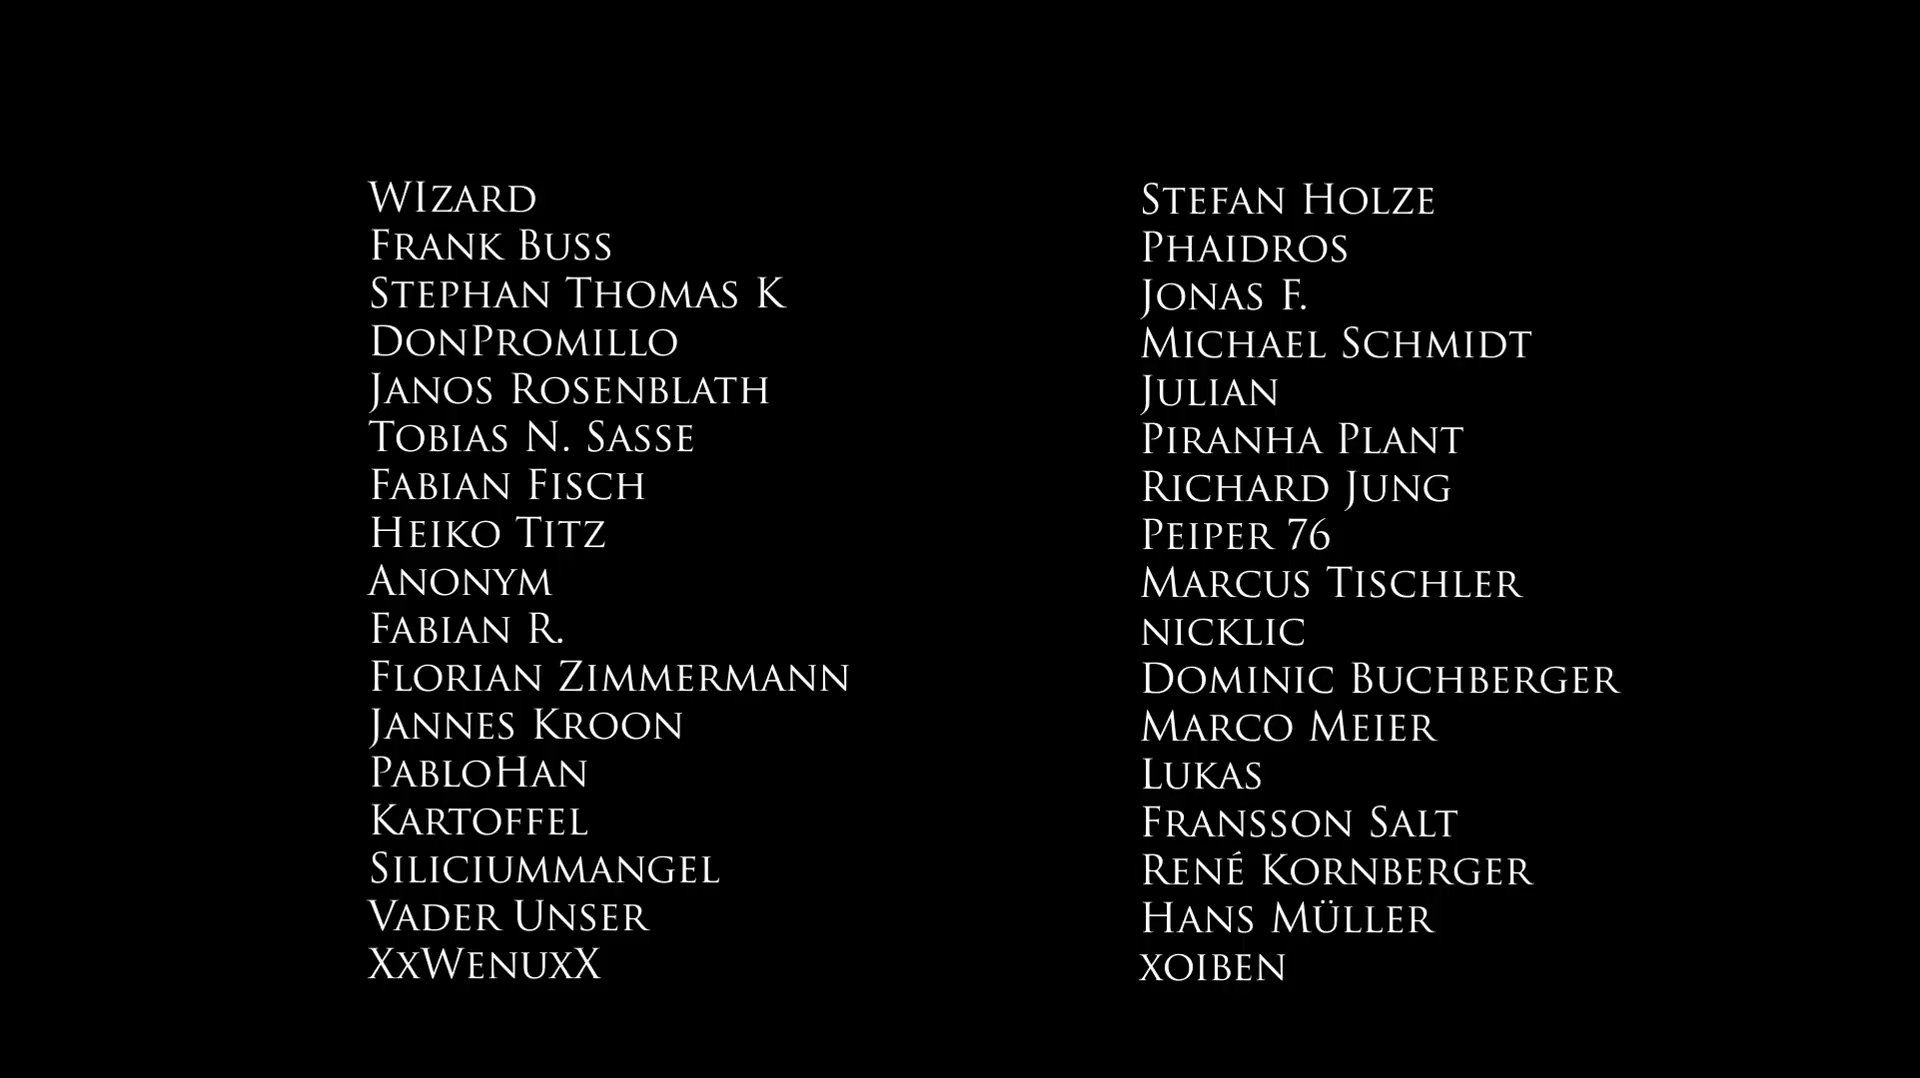 WIzard
Frank Buss
Stephan Thomas K
DonPromillo
Janos Rosenblath
Tobias N. Sasse
Fabian Fisch
Heiko Titz
Anonym
Fabian R.
Florian Zimmermann
Jannes Kroon
PabloHan
Kartoffel
Siliciummangel
Vader Unser
XxWenuxX
Stefan Holze
Phaidros
Jonas F.
Michael Schmidt
Julian
Piranha Plant
Richard Jung
Peiper 76
Marcus Tischler
nicklic
Dominic Buchberger
Marco Meier
Lukas
Fransson Salt
René Kornberger
Hans Müller
xoiben